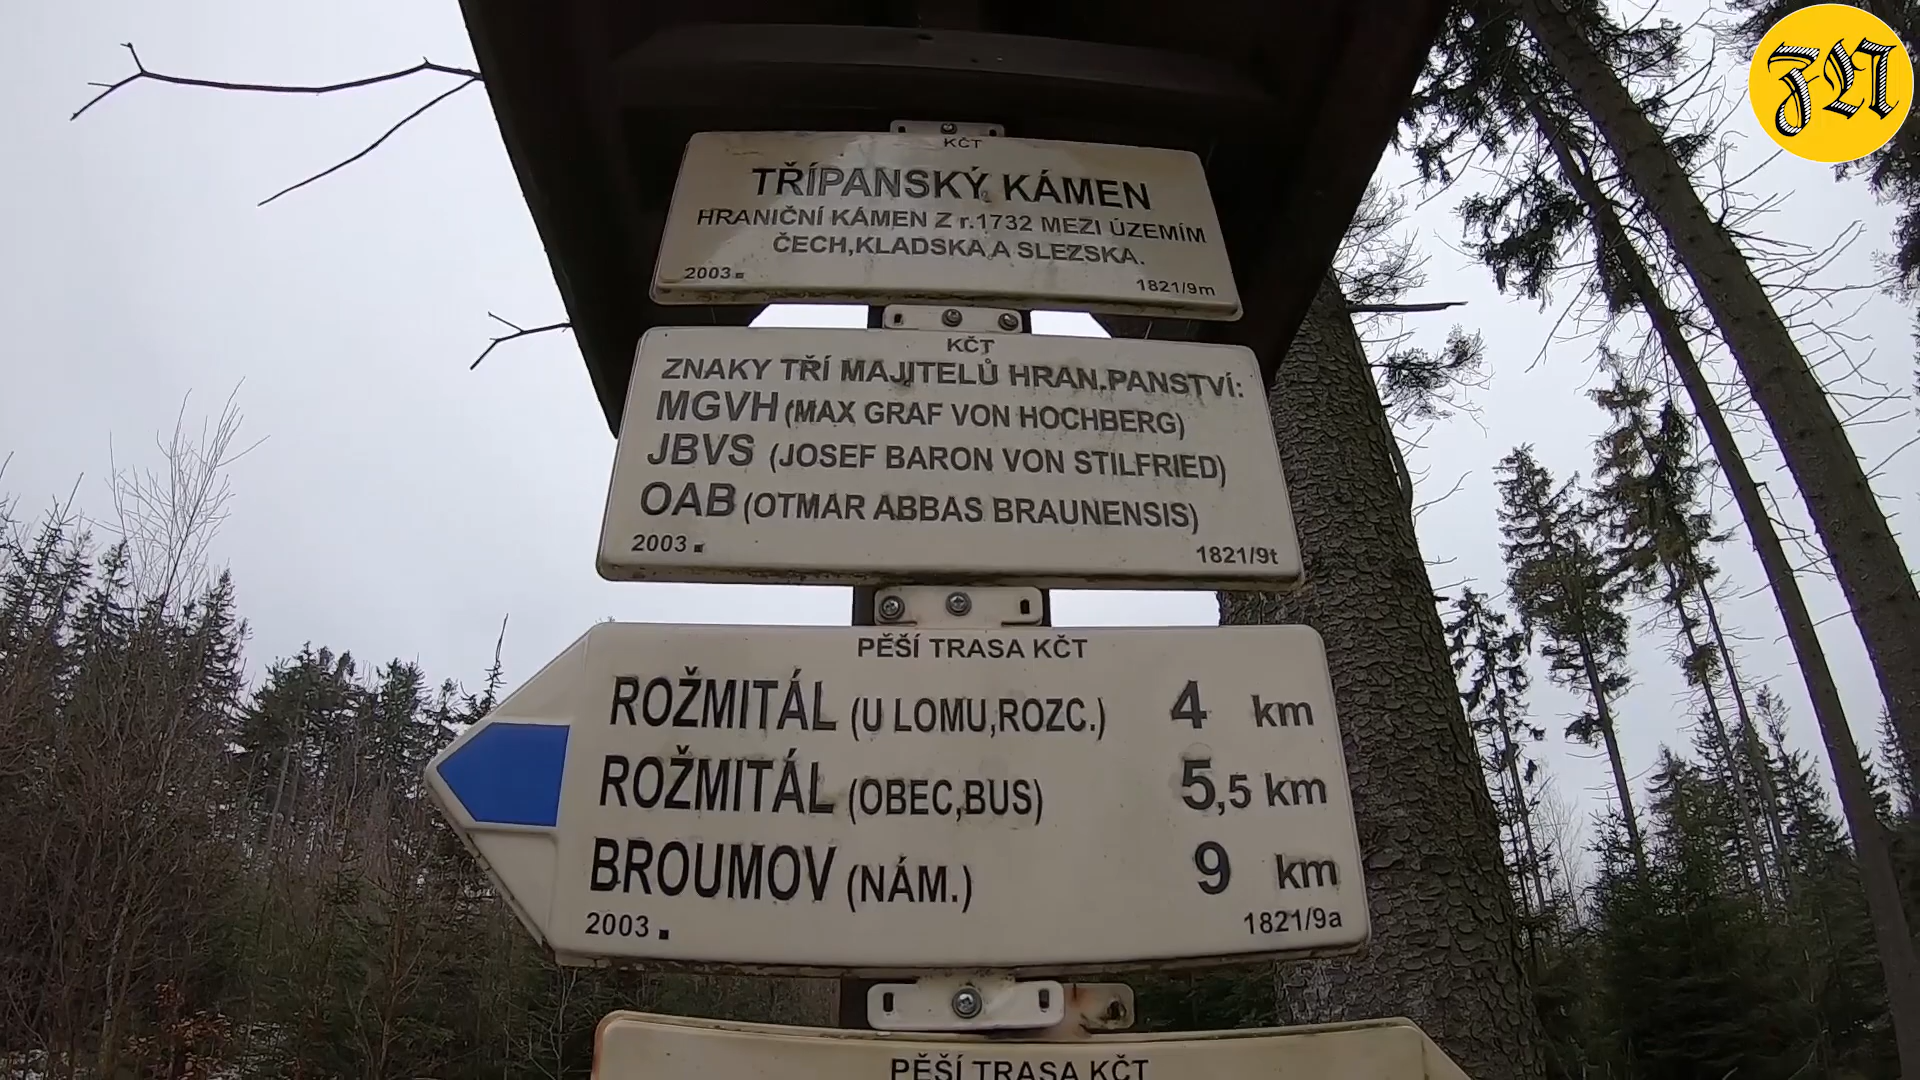 KČT
TŘÍPANSKÝ KÁMEN
HRANIČNÍ KÁMEN Z r.1732 MEZI ÚZEMÍM
ČECH,KLADSKA A SLEZSKA.
2003 1821/9m
KČT
ZNAKY TŘÍ MAJITELŮ HRAN.PANSTVÍ:
MGVH (MAX GRAF VON HOCHBERG)
JBVS (JOSEF BARON VON STILFRIED)
OAB (OTMAR ABBAS BRAUNENSIS)
2003 1821/9t
PĚŠÍ TRASA KČT
ROŽMITÁL (U LOMU,ROZC.) 4 km
ROŽMITÁL (OBEC,BUS) 5,5 km
BROUMOV (NÁM.) 9 km
2003 1821/9a
PĚŠÍ TRASA KČT